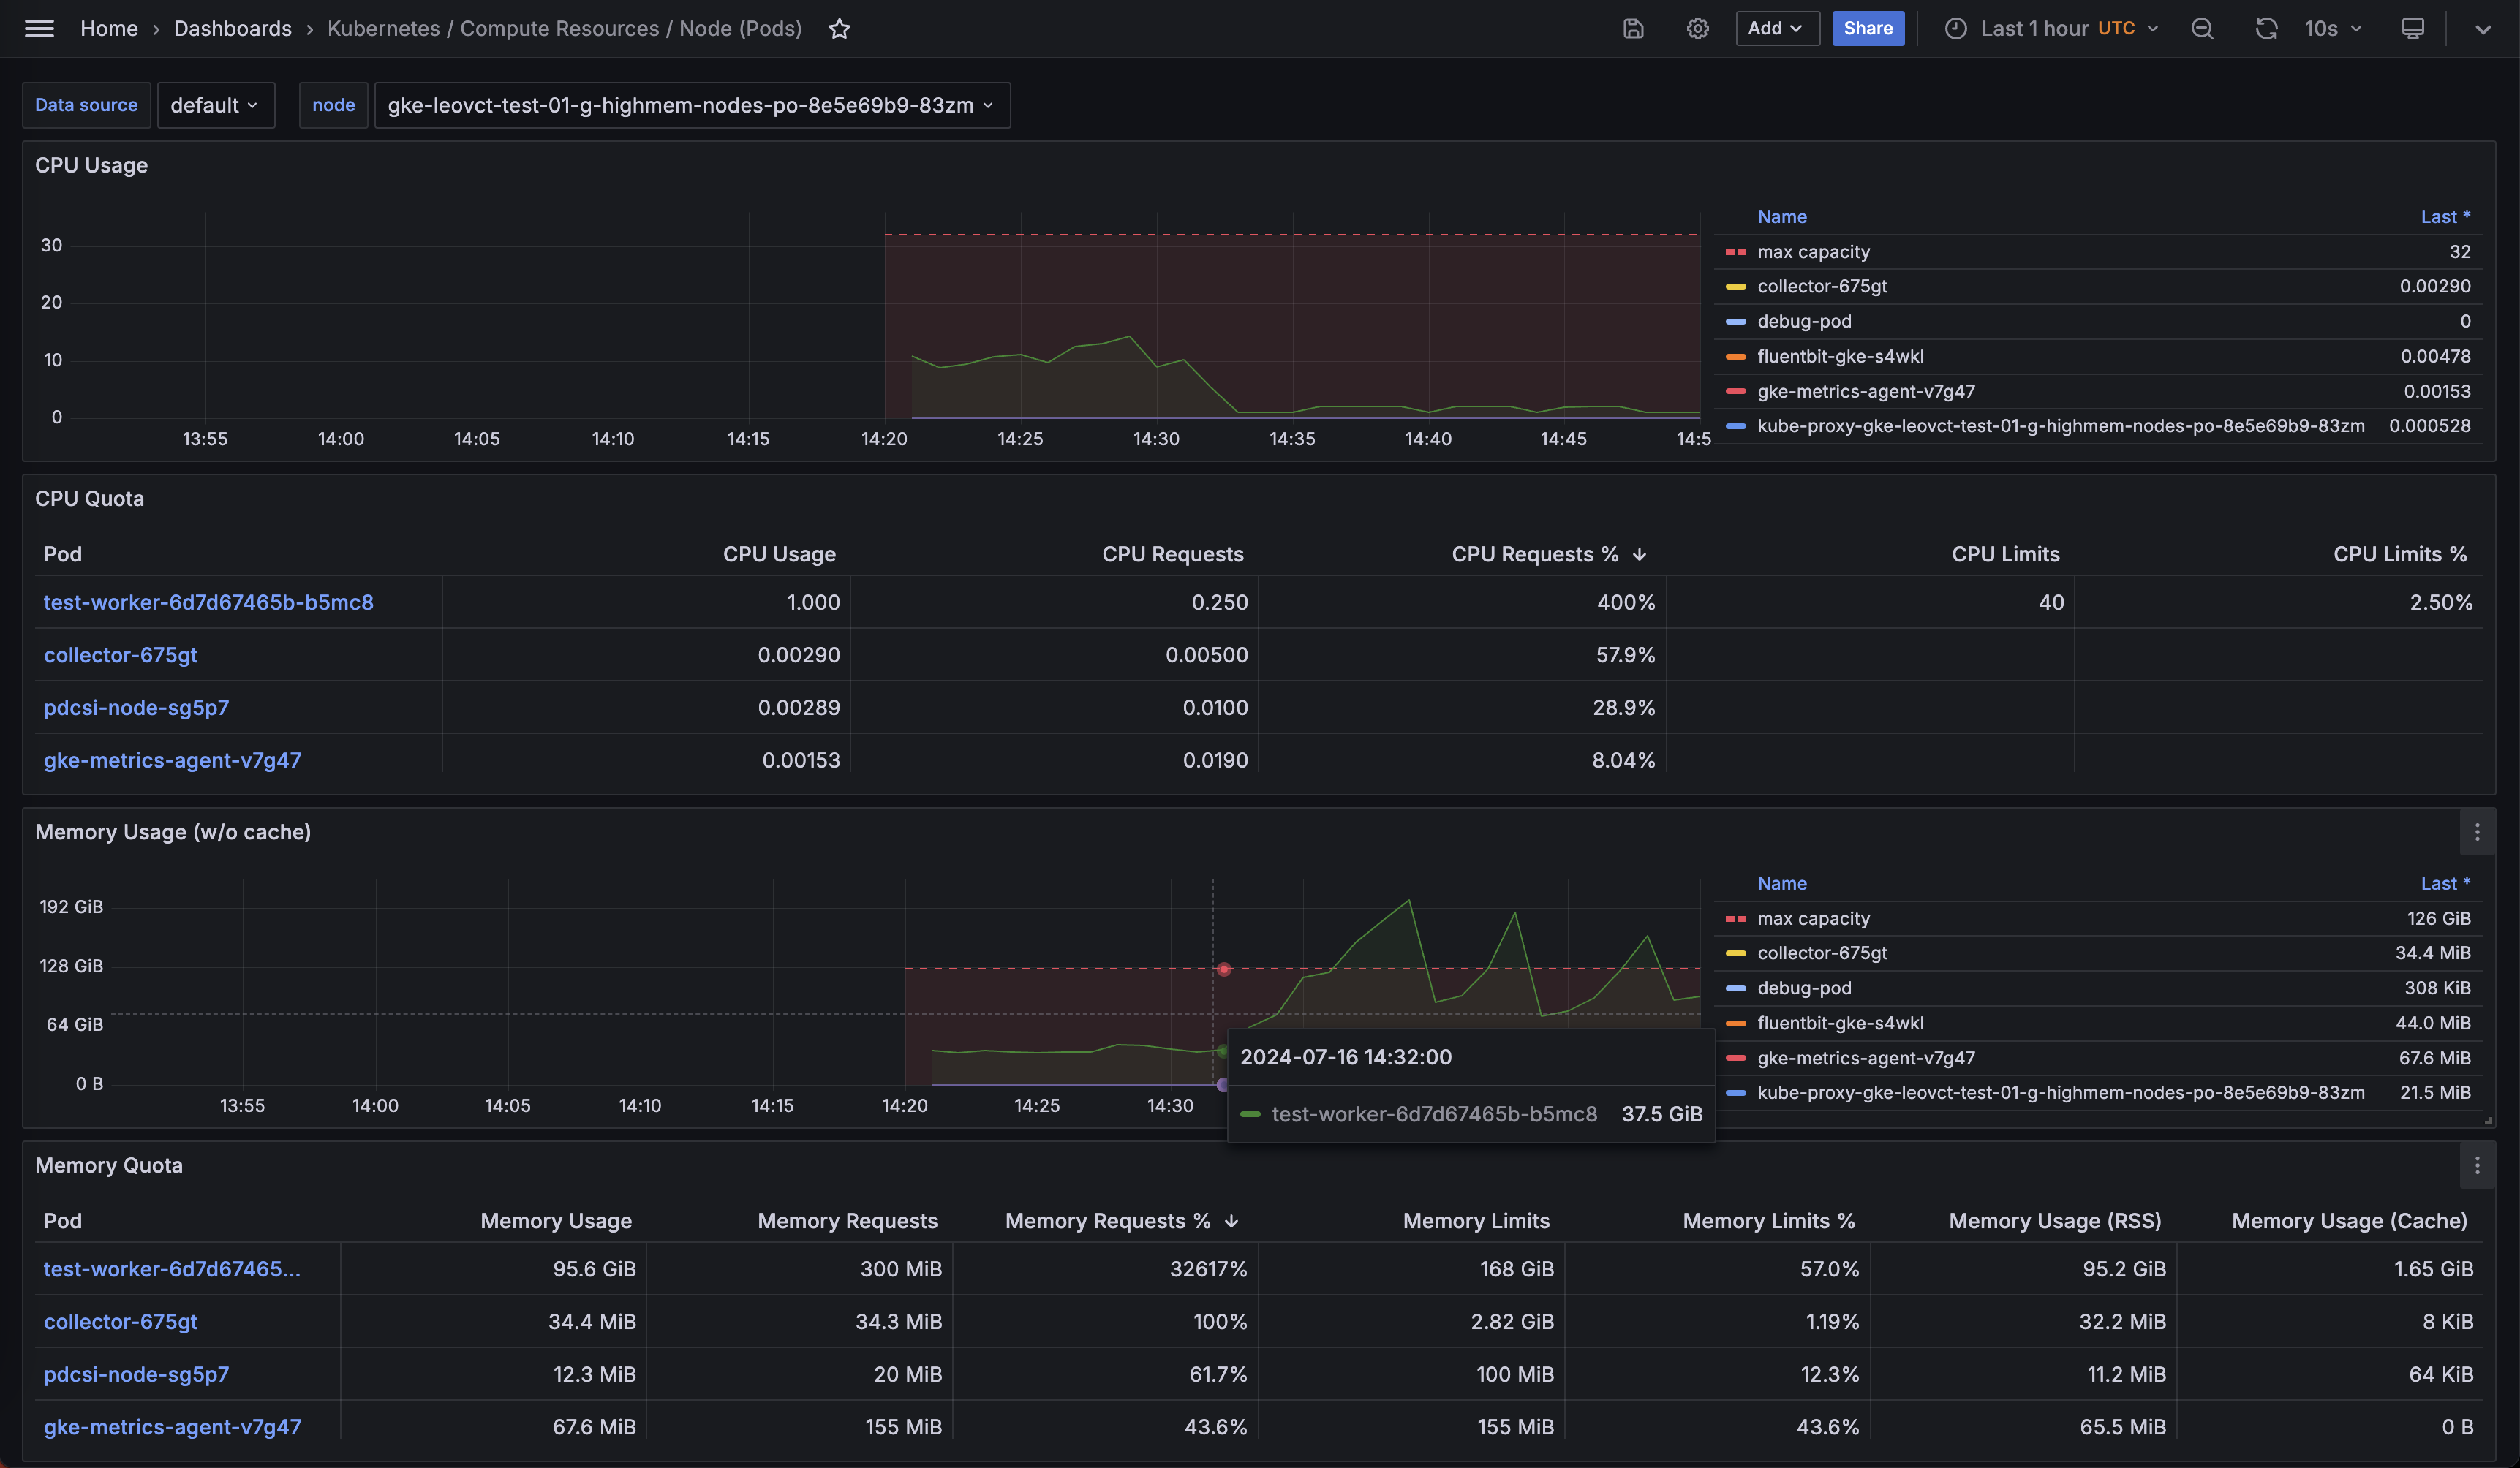 Home › Dashboards › Kubernetes / Compute Resources / Node (Pods)
Add
Share
Last 1 hour UTC
10s
Data source default node gke-leovct-test-01-g-highmem-nodes-po-8e5e69b9-83zm
CPU Usage
30
20
10
0
13:55 14:00 14:05 14:10 14:15 14:20 14:25 14:30 14:35 14:40 14:45 14:5
Name Last *
max capacity 32
collector-675gt 0.00290
debug-pod 0
fluentbit-gke-s4wkl 0.00478
gke-metrics-agent-v7g47 0.00153
kube-proxy-gke-leovct-test-01-g-highmem-nodes-po-8e5e69b9-83zm 0.000528
CPU Quota
Pod CPU Usage CPU Requests CPU Requests % CPU Limits CPU Limits %
test-worker-6d7d67465b-b5mc8 1.000 0.250 400% 40 2.50%
collector-675gt 0.00290 0.00500 57.9%
pdcsi-node-sg5p7 0.00289 0.0100 28.9%
gke-metrics-agent-v7g47 0.00153 0.0190 8.04%
Memory Usage (w/o cache)
192 GiB
128 GiB
64 GiB
0 B
13:55 14:00 14:05 14:10 14:15 14:20 14:25 14:30
2024-07-16 14:32:00
test-worker-6d7d67465b-b5mc8 37.5 GiB
Name Last *
max capacity 126 GiB
collector-675gt 34.4 MiB
debug-pod 308 KiB
fluentbit-gke-s4wkl 44.0 MiB
gke-metrics-agent-v7g47 67.6 MiB
kube-proxy-gke-leovct-test-01-g-highmem-nodes-po-8e5e69b9-83zm 21.5 MiB
Memory Quota
Pod Memory Usage Memory Requests Memory Requests % Memory Limits Memory Limits % Memory Usage (RSS) Memory Usage (Cache)
test-worker-6d7d67465... 95.6 GiB 300 MiB 32617% 168 GiB 57.0% 95.2 GiB 1.65 GiB
collector-675gt 34.4 MiB 34.3 MiB 100% 2.82 GiB 1.19% 32.2 MiB 8 KiB
pdcsi-node-sg5p7 12.3 MiB 20 MiB 61.7% 100 MiB 12.3% 11.2 MiB 64 KiB
gke-metrics-agent-v7g47 67.6 MiB 155 MiB 43.6% 155 MiB 43.6% 65.5 MiB 0 B